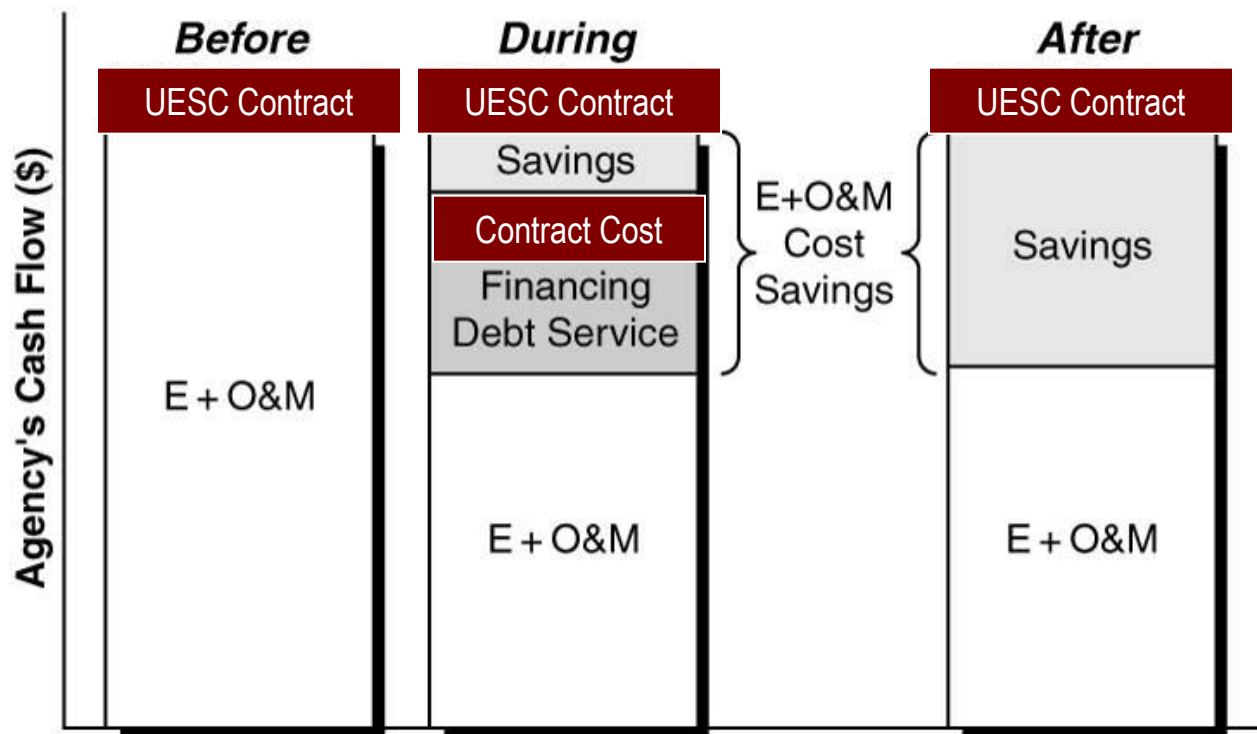 Before
During
After
UESC Contract
UESC Contract
UESC Contract
Agency's Cash Flow ($)
E + O&M
Savings
Contract Cost
Financing
Debt Service
E + O&M
E+O&M
Cost
Savings
Savings
E + O&M